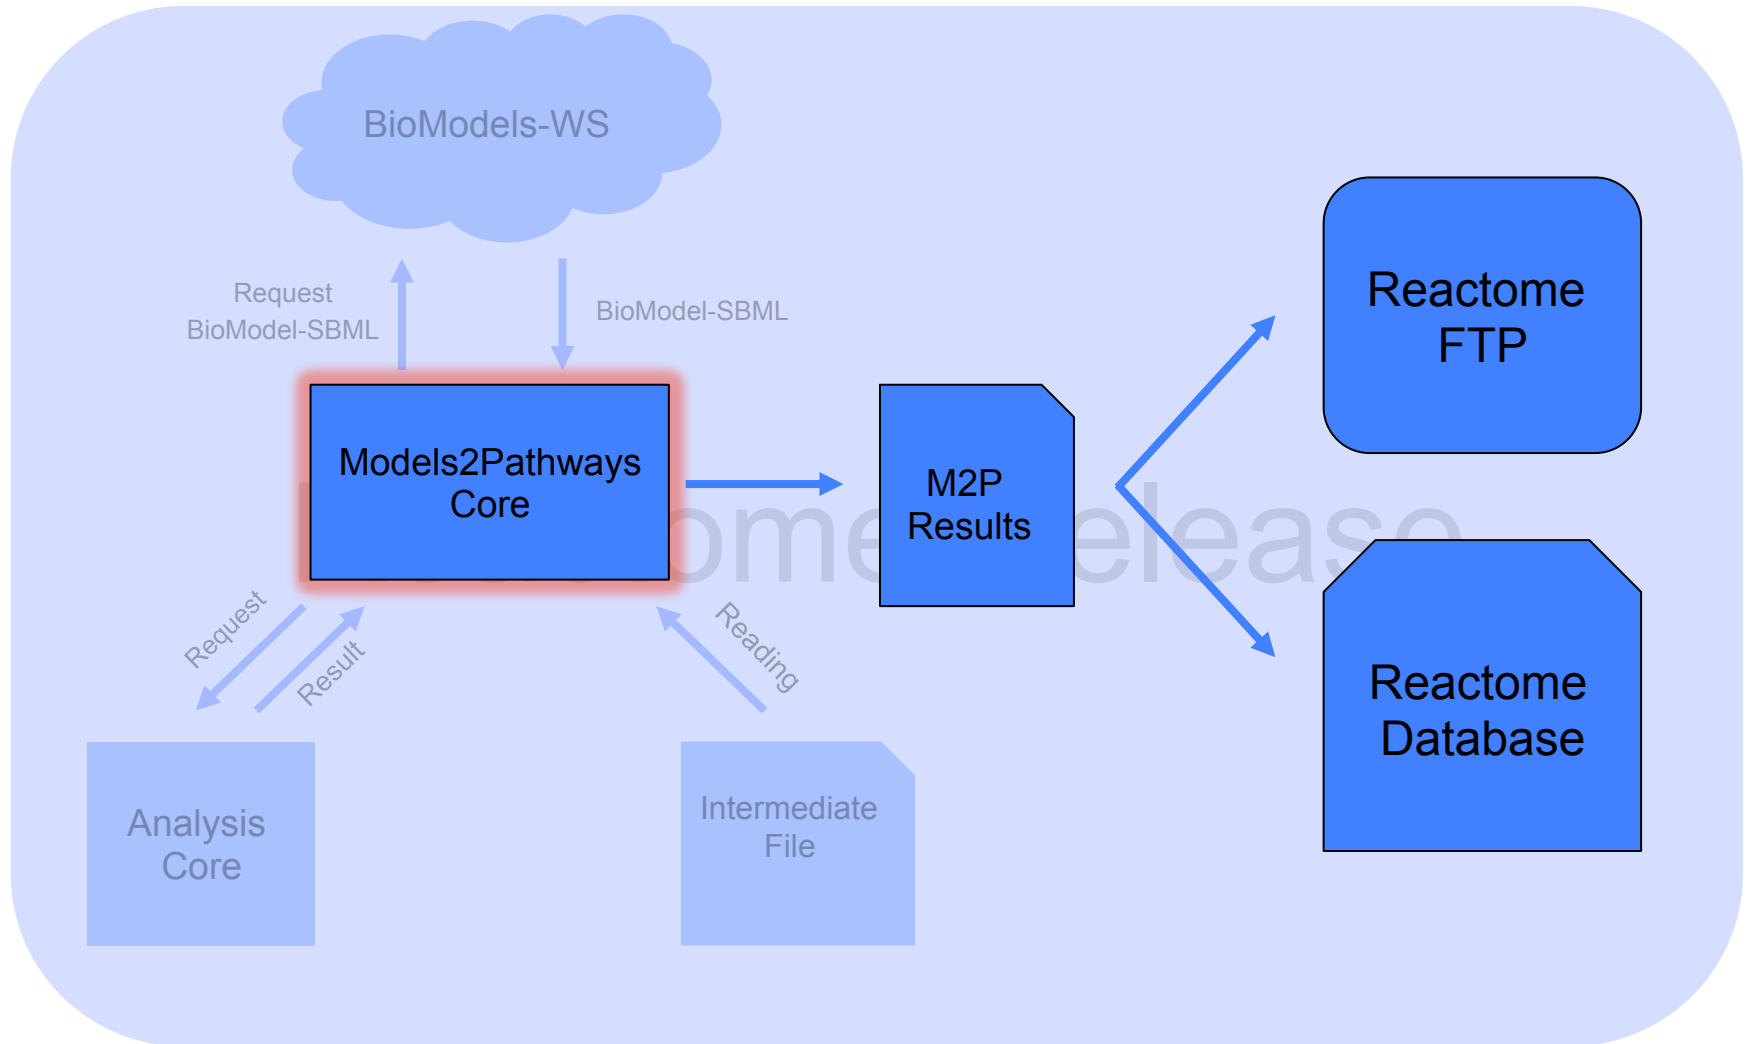 BioModels-WS
Request
BioModel-SBML
BioModel-SBML
Reactome
FTP
Models2Pathways
Core
M2P
Results
Request
Result
Reading
Reactome
Database
Analysis
Core
Intermediate
File